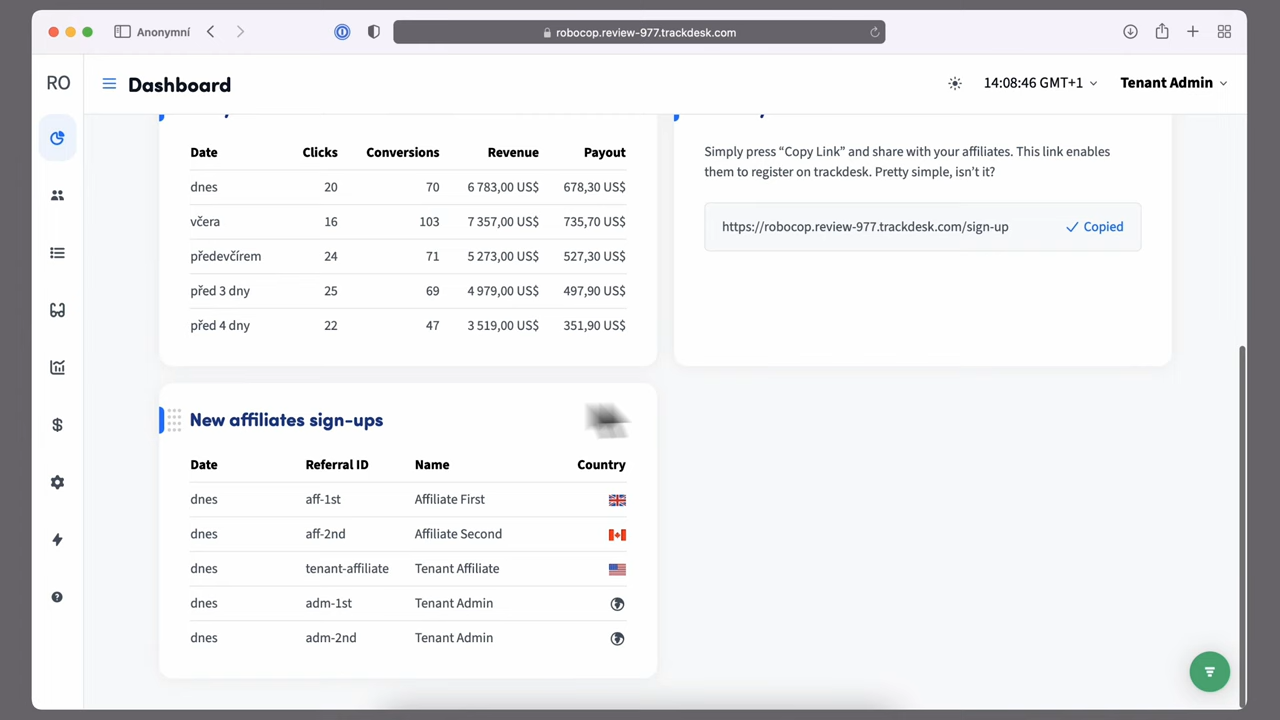 Anonymní
robocop.review-977.trackdesk.com
RO
Dashboard
14:08:46 GMT+1
Tenant Admin
Date Clicks Conversions Revenue Payout
dnes 20 70 6 783,00 US$ 678,30 US$
včera 16 103 7 357,00 US$ 735,70 US$
předevčírem 24 71 5 273,00 US$ 527,30 US$
před 3 dny 25 69 4 979,00 US$ 497,90 US$
před 4 dny 22 47 3 519,00 US$ 351,90 US$
Simply press “Copy Link” and share with your affiliates. This link enables
them to register on trackdesk. Pretty simple, isn’t it?
https://robocop.review-977.trackdesk.com/sign-up Copied
New affiliates sign-ups
Date Referral ID Name Country
dnes aff-1st Affiliate First
dnes aff-2nd Affiliate Second
dnes tenant-affiliate Tenant Affiliate
dnes adm-1st Tenant Admin
dnes adm-2nd Tenant Admin